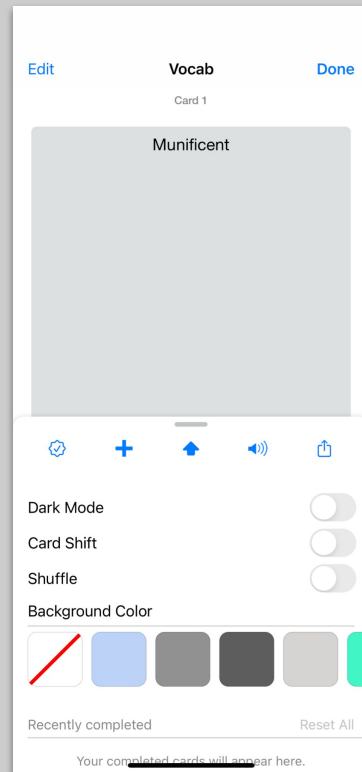 Edit Vocab Done
Card 1
Munificent
Dark Mode
Card Shift
Shuffle
Background Color
Recently completed Reset All
Your completed cards will appear here.